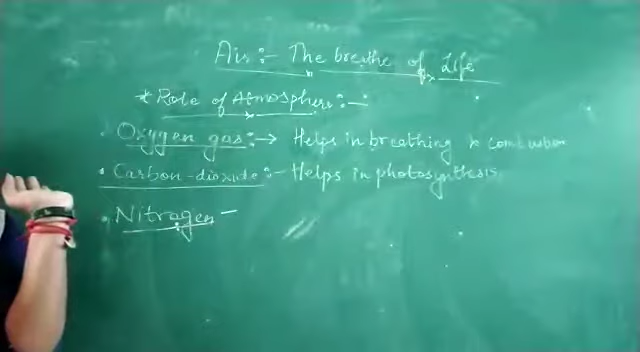 Air :- The breathe of Life
* Role of Atmosphere :-
• Oxygen gas :→ Helps in breathing & combustion
• Carbon-dioxide :- Helps in photosynthesis
• Nitrogen -